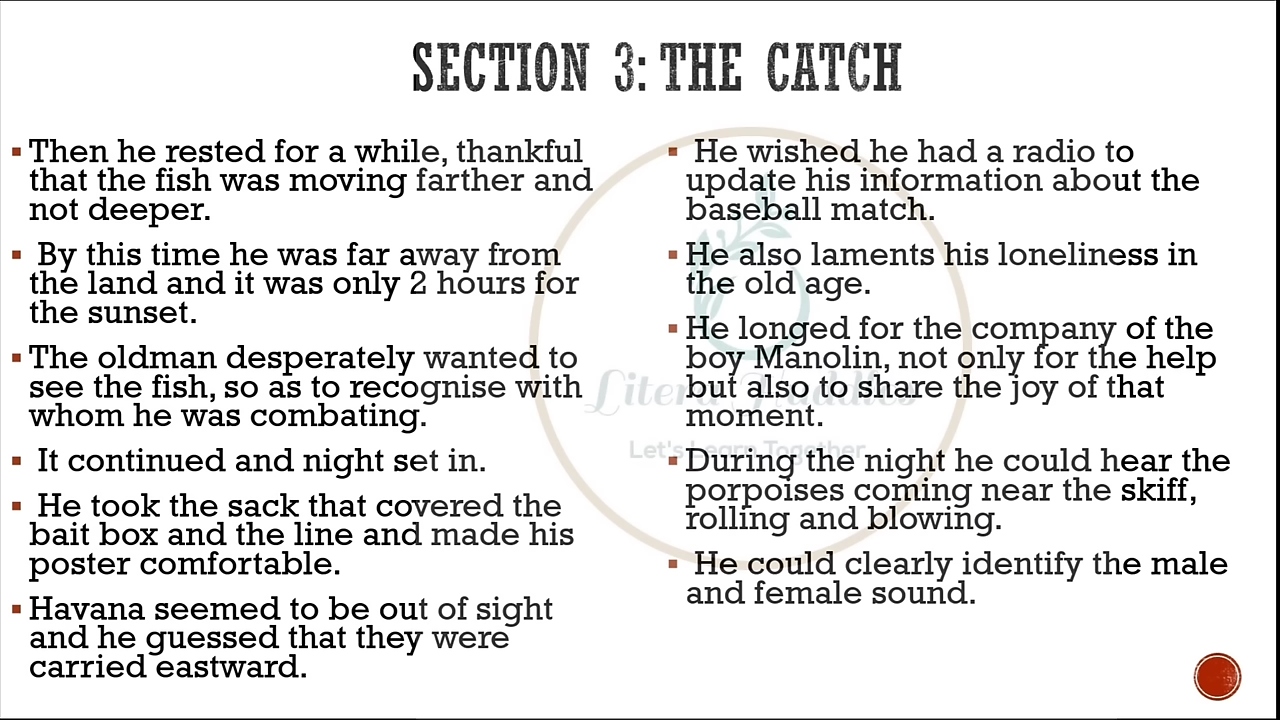 SECTION 3: THE CATCH
▪ Then he rested for a while, thankful
that the fish was moving farther and
not deeper.
▪ By this time he was far away from
the land and it was only 2 hours for
the sunset.
▪ The oldman desperately wanted to
see the fish, so as to recognise with
whom he was combating.
▪ It continued and night set in.
▪ He took the sack that covered the
bait box and the line and made his
poster comfortable.
▪ Havana seemed to be out of sight
and he guessed that they were
carried eastward.
▪ He wished he had a radio to
update his information about the
baseball match.
▪ He also laments his loneliness in
the old age.
▪ He longed for the company of the
boy Manolin, not only for the help
but also to share the joy of that
moment.
▪ During the night he could hear the
porpoises coming near the skiff,
rolling and blowing.
▪ He could clearly identify the male
and female sound.
Let's Learn Together